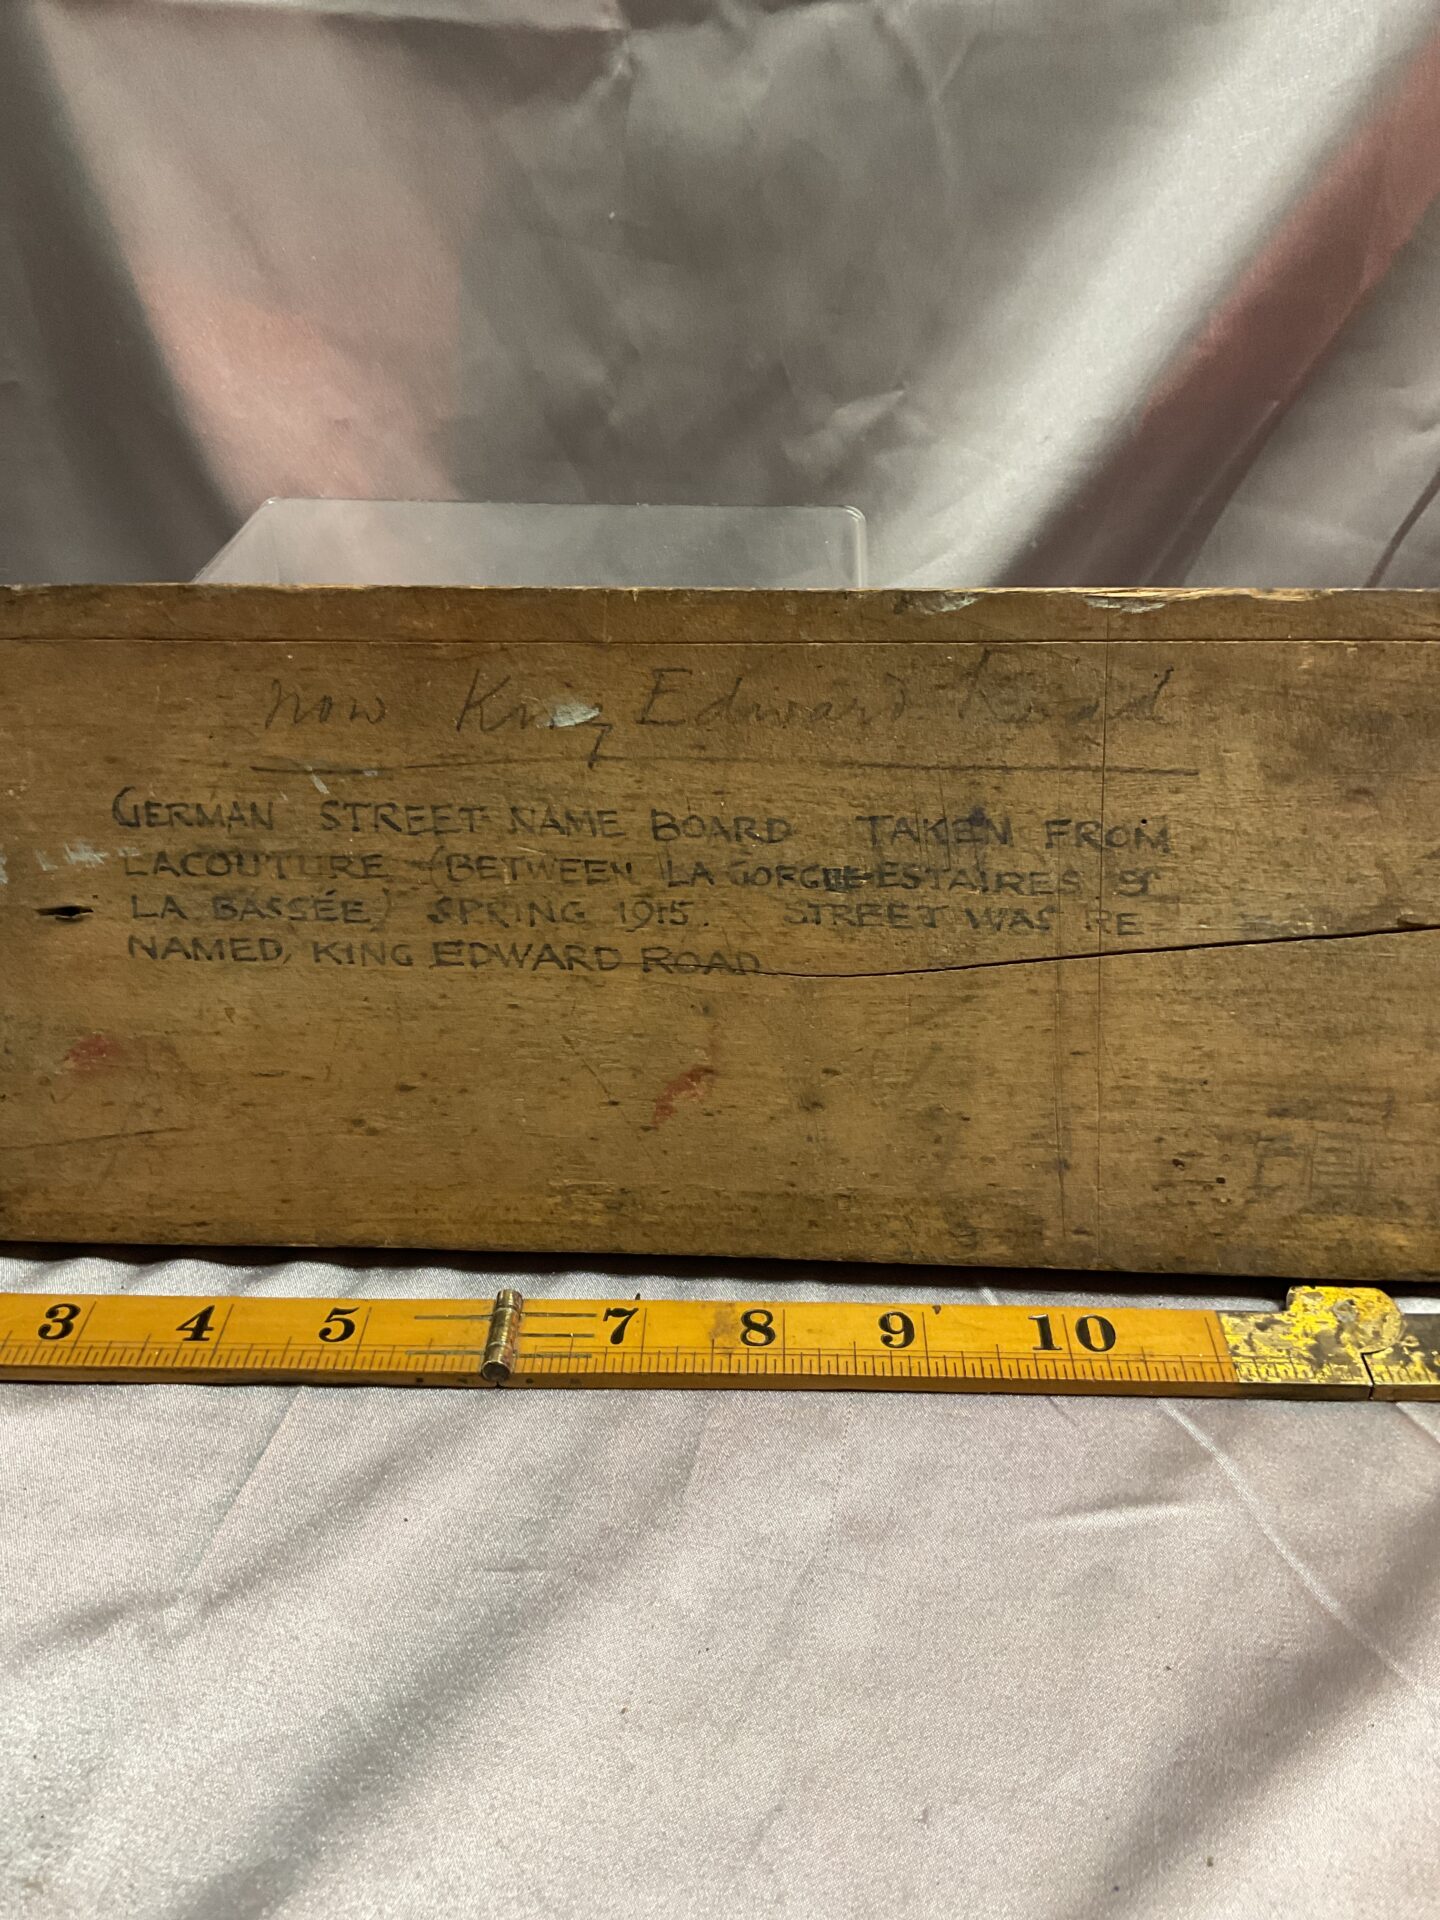 now King Edward Road
GERMAN STREET NAME BOARD TAKEN FROM
LACOUTURE (BETWEEN LA GORGUE-ESTAIRES &
LA BASSÉE) SPRING 1915. STREET WAS RE-
NAMED, KING EDWARD ROAD
3 4 5 7 8 9 10